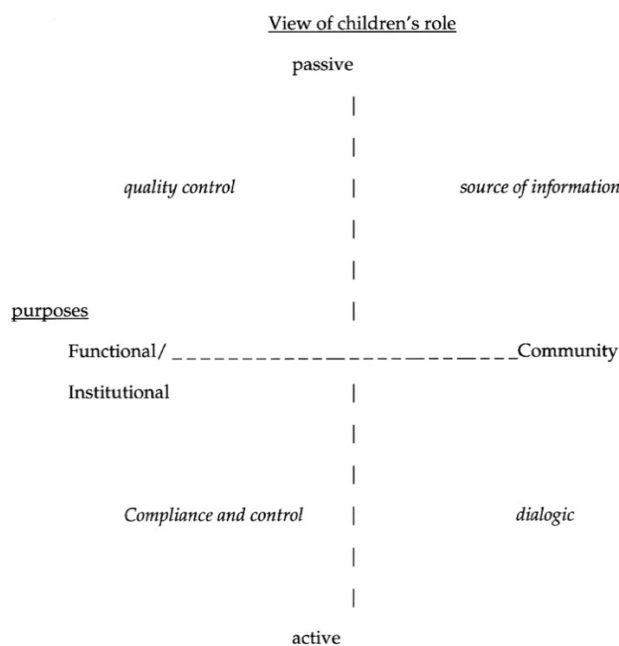 View of children's role
passive
quality control
source of information
purposes
Functional/
Community
Institutional
Compliance and control
dialogic
active